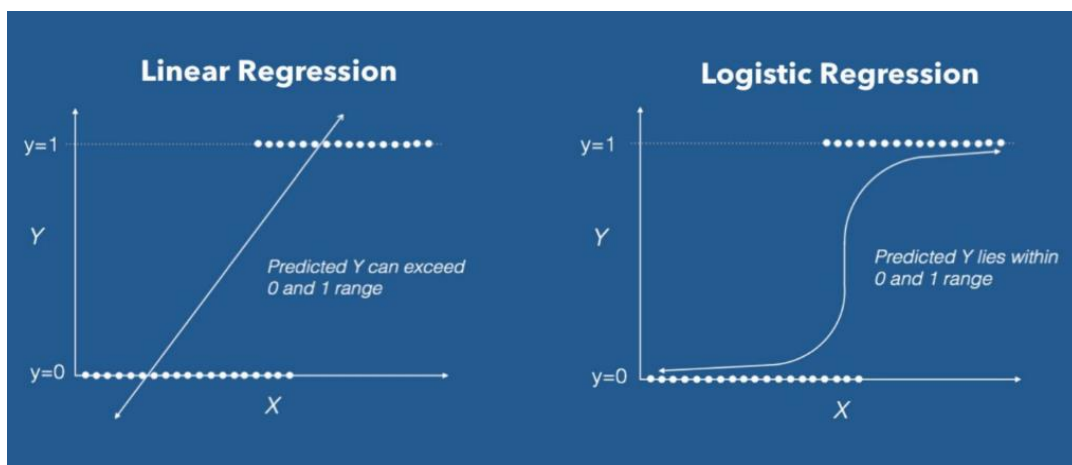 Linear Regression
y=1
Y
Predicted Y can exceed
0 and 1 range
y=0
X
Logistic Regression
y=1
Y
Predicted Y lies within
0 and 1 range
y=0
X